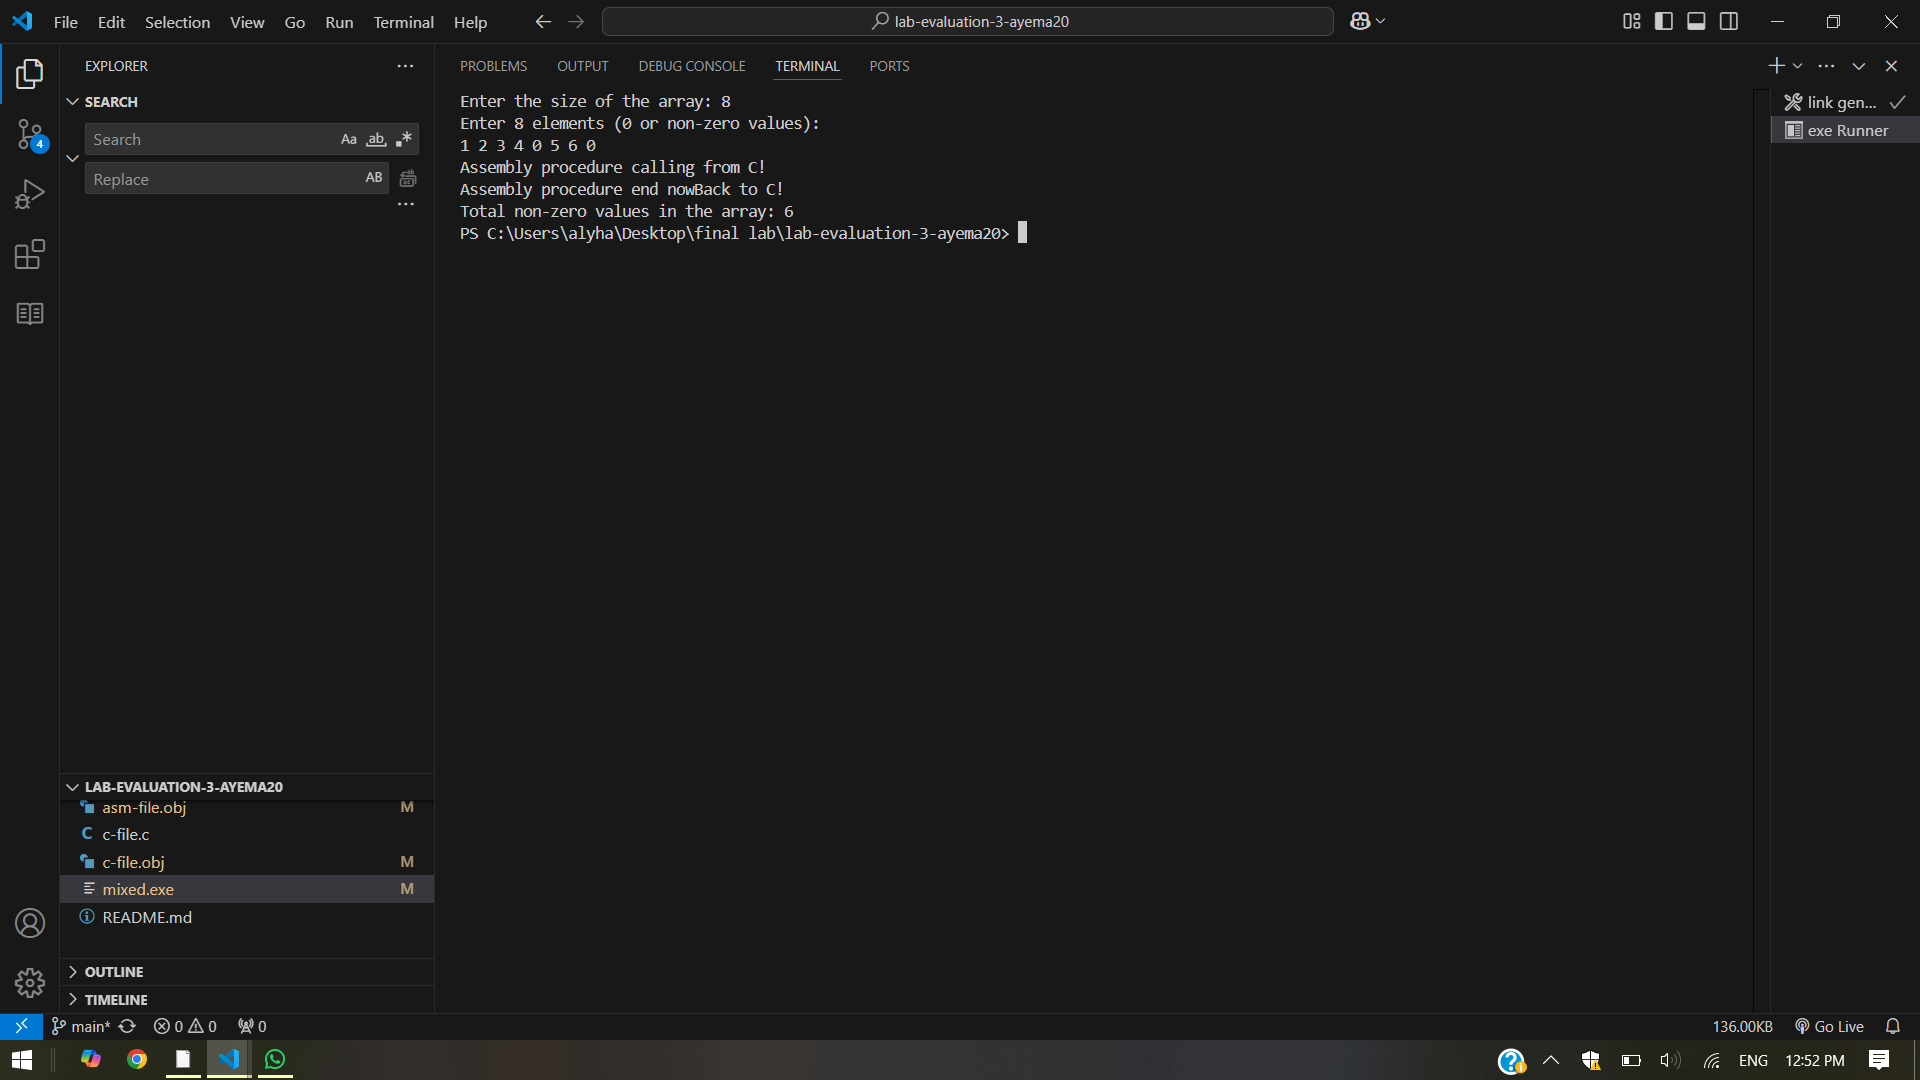 File Edit Selection View Go Run Terminal Help
lab-evaluation-3-ayema20
EXPLORER
SEARCH
Search
Aa ab
Replace
AB
4
PROBLEMS OUTPUT DEBUG CONSOLE TERMINAL PORTS
Enter the size of the array: 8
Enter 8 elements (0 or non-zero values):
1 2 3 4 0 5 6 0
Assembly procedure calling from C!
Assembly procedure end nowBack to C!
Total non-zero values in the array: 6
PS C:\Users\alyha\Desktop\final lab\lab-evaluation-3-ayema20>
link gen...
exe Runner
LAB-EVALUATION-3-AYEMA20
asm-file.obj M
C c-file.c
c-file.obj M
mixed.exe M
README.md
OUTLINE
TIMELINE
main* 0 0 0
136.00KB Go Live
ENG 12:52 PM